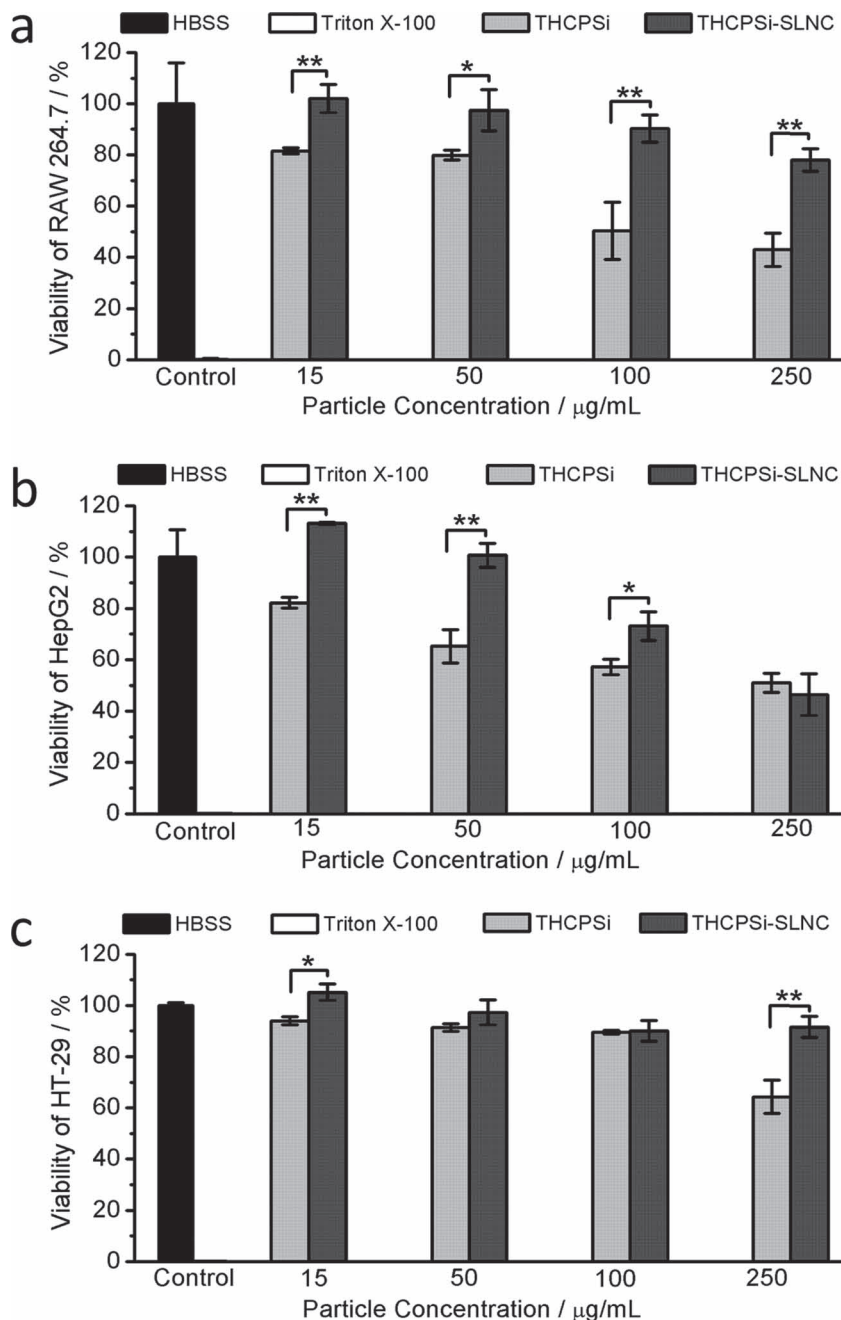 a
HBSS Triton X-100 THCPSi THCPSi-SLNC
Viability of RAW 264.7 / %
120
100
80
60
40
20
0
** * ** **
Control 15 50 100 250
Particle Concentration / μg/mL
b
HBSS Triton X-100 THCPSi THCPSi-SLNC
Viability of HepG2 / %
120
100
80
60
40
20
0
** ** *
Control 15 50 100 250
Particle Concentration / μg/mL
c
HBSS Triton X-100 THCPSi THCPSi-SLNC
Viability of HT-29 / %
120
100
80
60
40
20
0
* **
Control 15 50 100 250
Particle Concentration / μg/mL